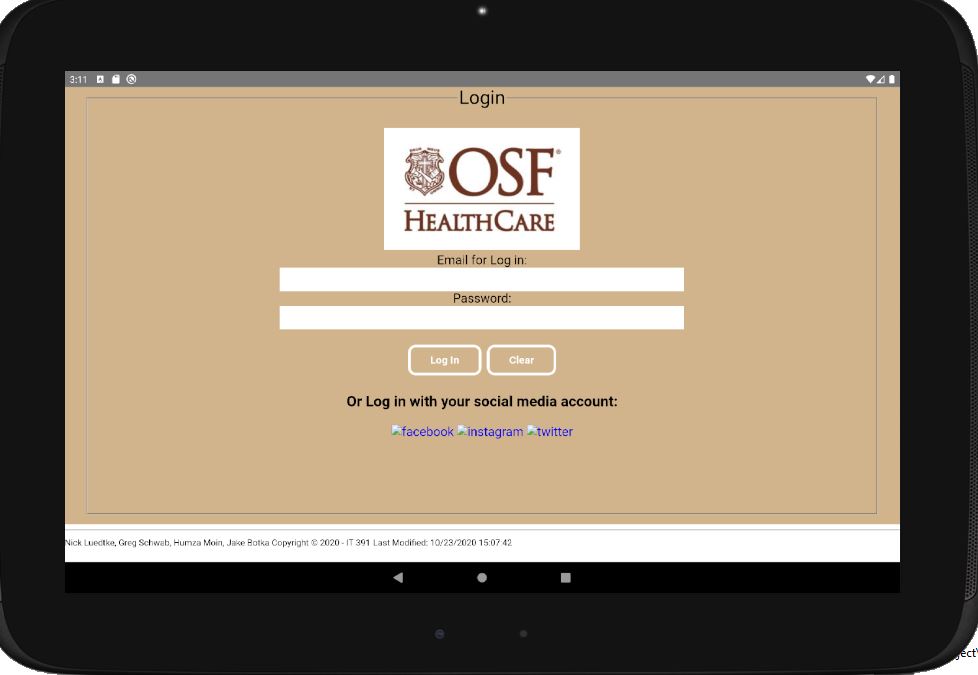 3:11
Login
OSF®
HEALTHCARE
Email for Log in:
Password:
Log In Clear
Or Log in with your social media account:
facebook instagram twitter
Nick Luedtke, Greg Schwab, Humza Moin, Jake Botka Copyright © 2020 - IT 391 Last Modified: 10/23/2020 15:07:42